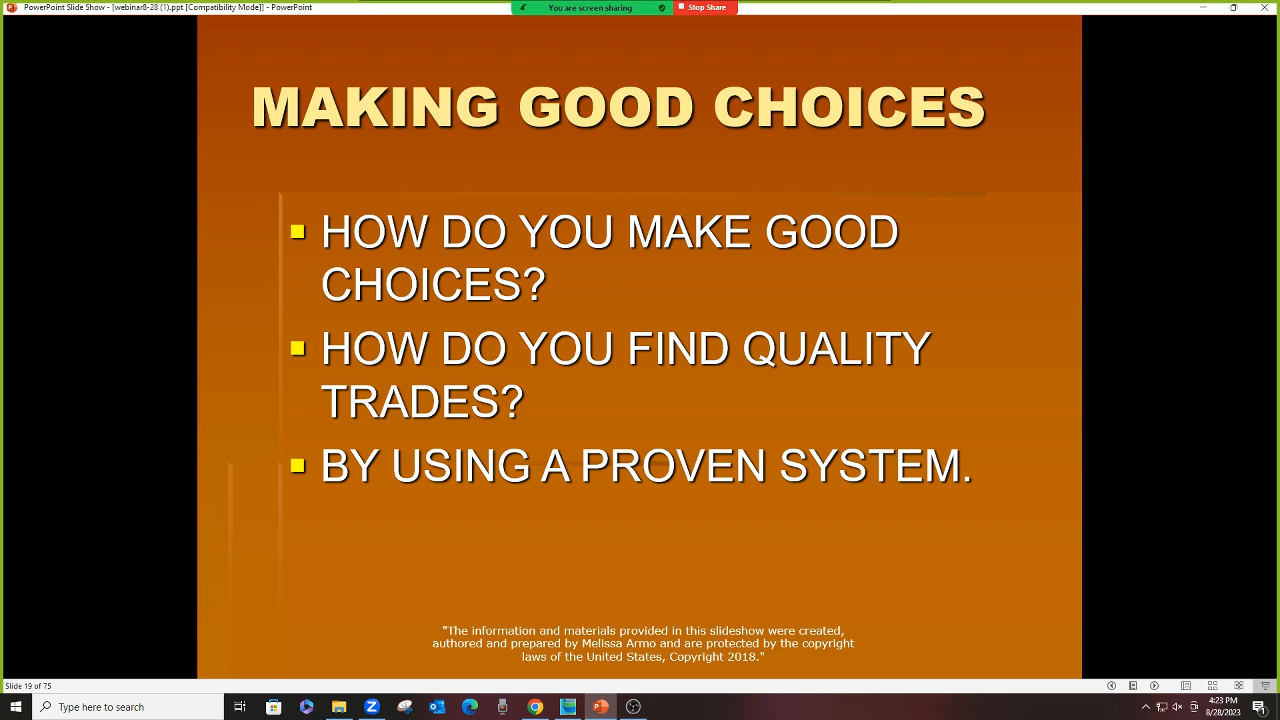 PowerPoint Slide Show - [webinar8-28 (1).ppt [Compatibility Mode]] - PowerPoint
You are screen sharing
Stop Share
MAKING GOOD CHOICES
HOW DO YOU MAKE GOOD
CHOICES?
HOW DO YOU FIND QUALITY
TRADES?
BY USING A PROVEN SYSTEM.
"The information and materials provided in this slideshow were created,
authored and prepared by Melissa Armo and are protected by the copyright
laws of the United States, Copyright 2018."
Slide 19 of 75
Type here to search
4:23 PM
8/28/2023